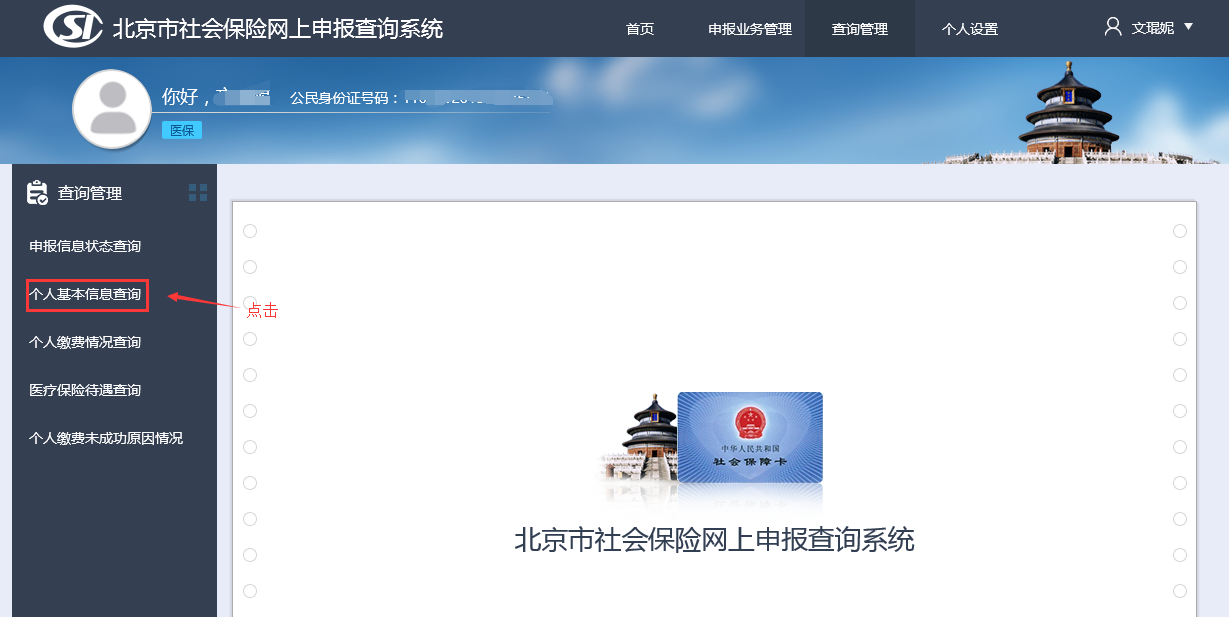 SI 北京市社会保险网上申报查询系统 首页 申报业务管理 查询管理 个人设置 文琨妮
你好， 公民身份证号码：
医保
查询管理
申报信息状态查询
个人基本信息查询
点击
个人缴费情况查询
医疗保险待遇查询
个人缴费未成功原因情况
中华人民共和国
社会保障卡
北京市社会保险网上申报查询系统